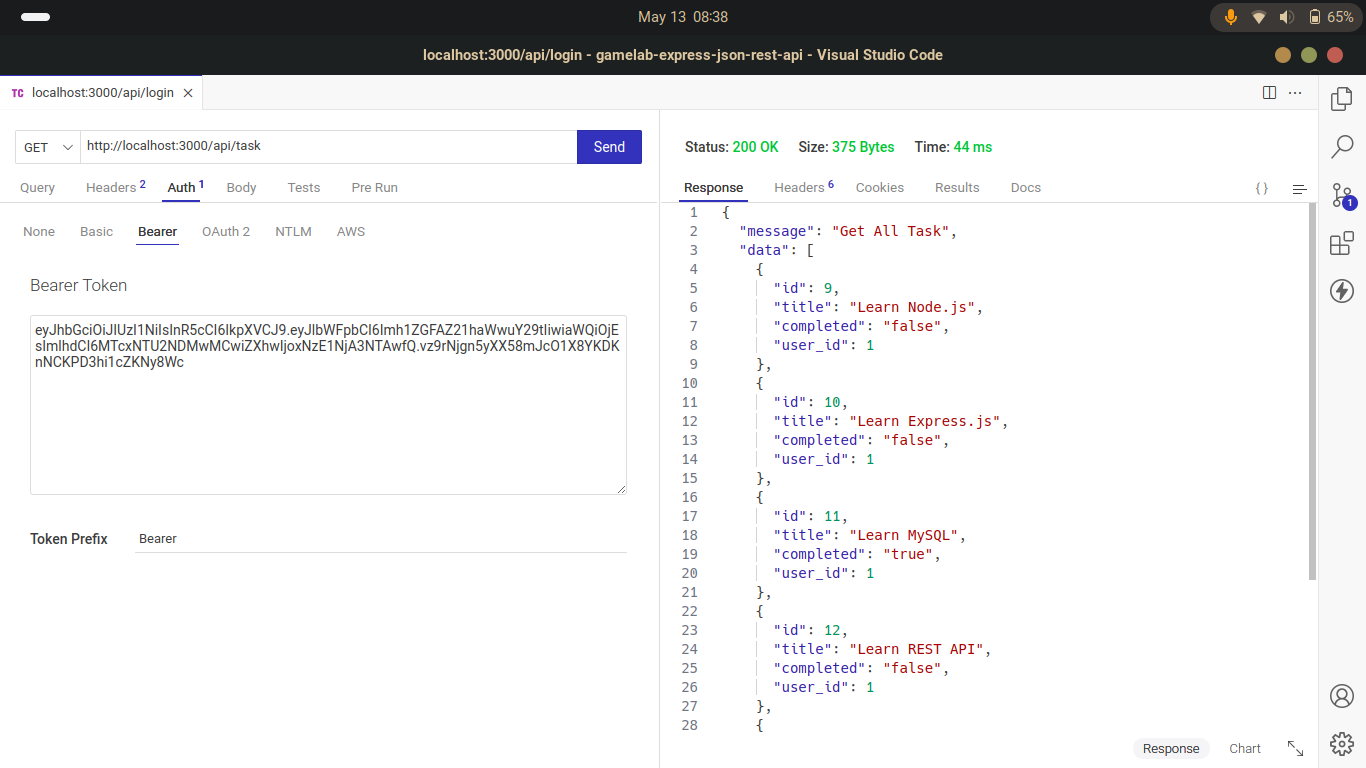 May 13 08:38
65%
localhost:3000/api/login - gamelab-express-json-rest-api - Visual Studio Code
TC localhost:3000/api/login
GET http://localhost:3000/api/task Send
Query Headers 2 Auth 1 Body Tests Pre Run
None Basic Bearer OAuth 2 NTLM AWS
Bearer Token
eyJhbGciOiJIUzI1NiIsInR5cCI6IkpXVCJ9.eyJlbWFpbCI6Imh1ZGFAZ21haWwuY29tIiwiaWQiOjE
sImlhdCI6MTcxNTU2NDMwMCwiZXhwIjoxNzE1NjA3NTAwfQ.vz9rNjgn5yXX58mJcO1X8YKDK
nNCKPD3hi1cZKNy8Wc
Token Prefix Bearer
Status: 200 OK Size: 375 Bytes Time: 44 ms
Response Headers 6 Cookies Results Docs { }
1 {
2 "message": "Get All Task",
3 "data": [
4 {
5 "id": 9,
6 "title": "Learn Node.js",
7 "completed": "false",
8 "user_id": 1
9 },
10 {
11 "id": 10,
12 "title": "Learn Express.js",
13 "completed": "false",
14 "user_id": 1
15 },
16 {
17 "id": 11,
18 "title": "Learn MySQL",
19 "completed": "true",
20 "user_id": 1
21 },
22 {
23 "id": 12,
24 "title": "Learn REST API",
25 "completed": "false",
26 "user_id": 1
27 },
28 {
Response Chart
1